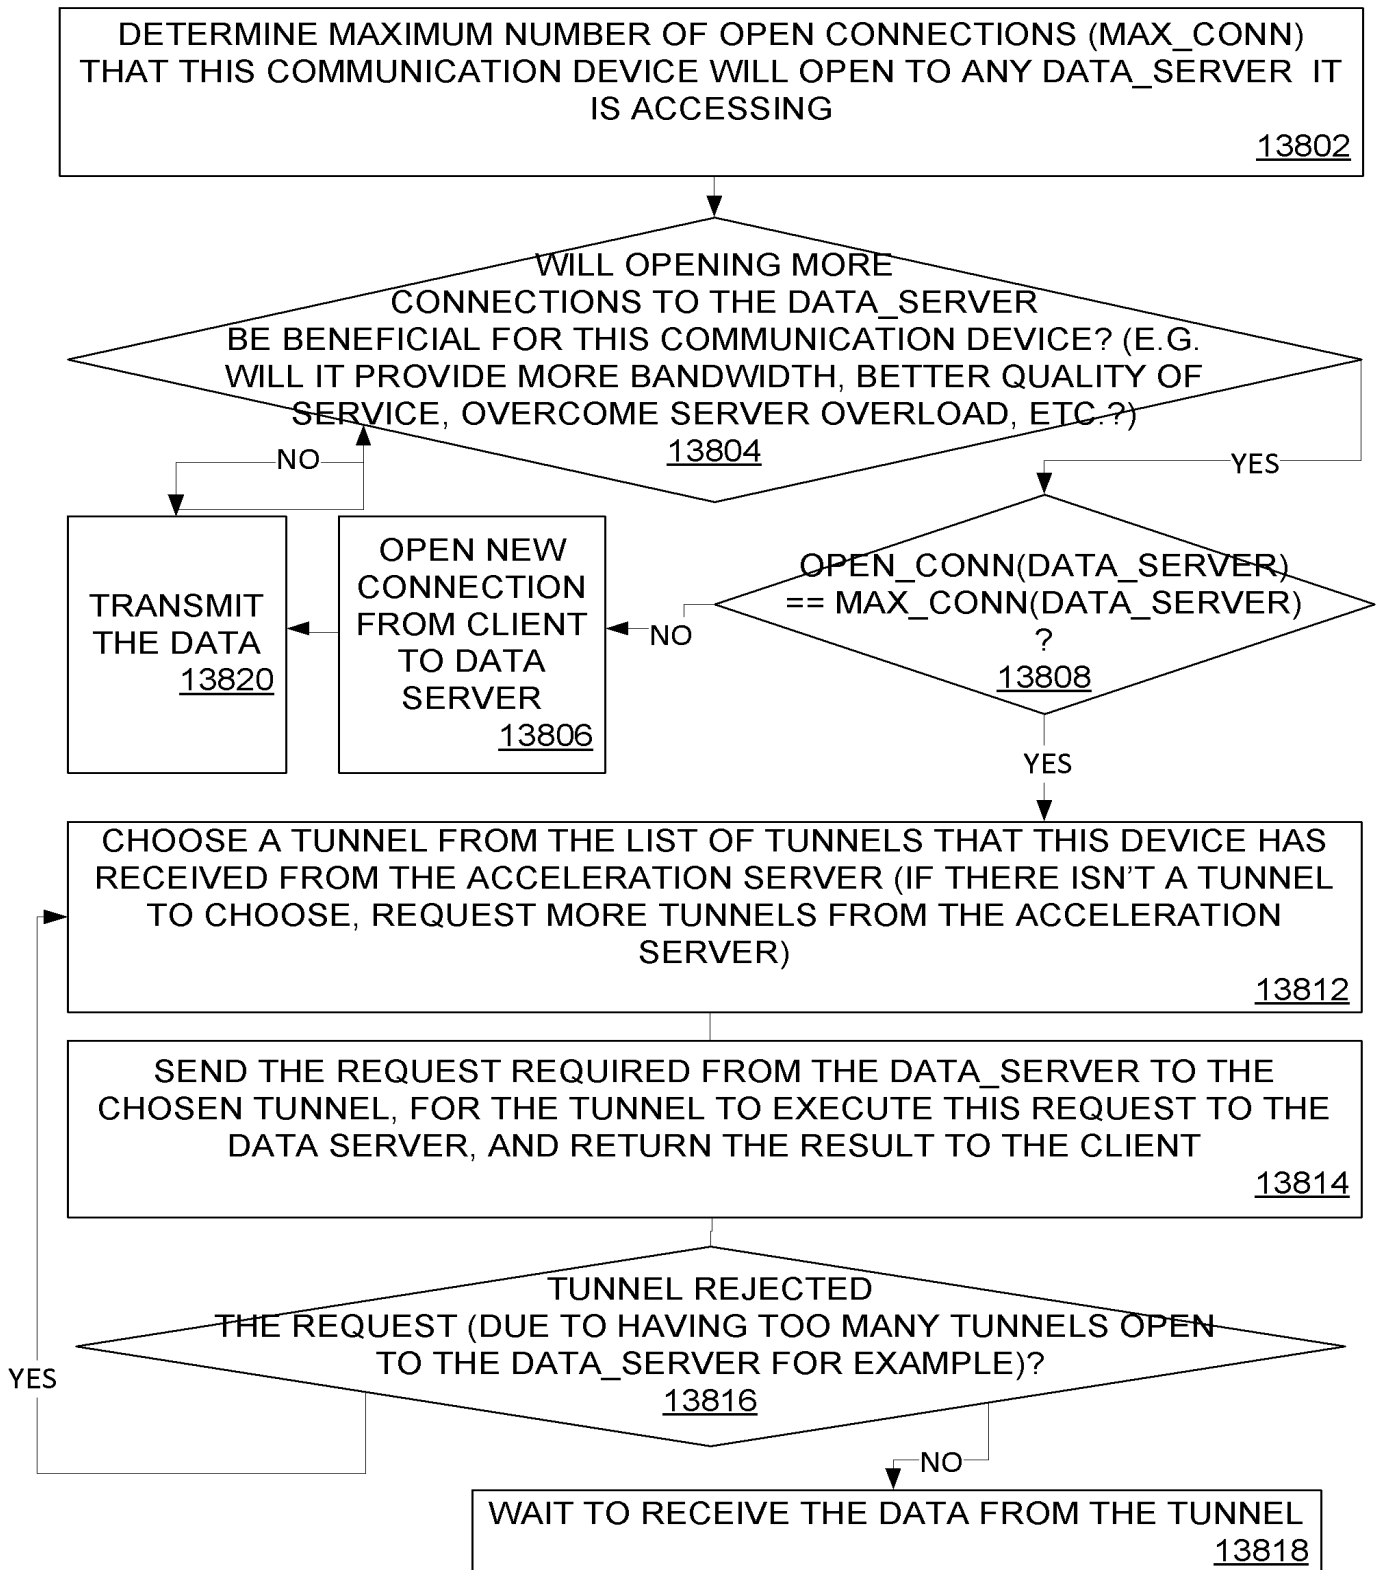 DETERMINE MAXIMUM NUMBER OF OPEN CONNECTIONS (MAX_CONN)
THAT THIS COMMUNICATION DEVICE WILL OPEN TO ANY DATA_SERVER IT
IS ACCESSING
13802
WILL OPENING MORE
CONNECTIONS TO THE DATA_SERVER
BE BENEFICIAL FOR THIS COMMUNICATION DEVICE? (E.G.
WILL IT PROVIDE MORE BANDWIDTH, BETTER QUALITY OF
SERVICE, OVERCOME SERVER OVERLOAD, ETC.?)
13804
NO
YES
TRANSMIT
THE DATA
13820
OPEN NEW
CONNECTION
FROM CLIENT
TO DATA
SERVER
13806
NO
OPEN_CONN(DATA_SERVER)
== MAX_CONN(DATA_SERVER)
?
13808
YES
CHOOSE A TUNNEL FROM THE LIST OF TUNNELS THAT THIS DEVICE HAS
RECEIVED FROM THE ACCELERATION SERVER (IF THERE ISN'T A TUNNEL
TO CHOOSE, REQUEST MORE TUNNELS FROM THE ACCELERATION
SERVER)
13812
SEND THE REQUEST REQUIRED FROM THE DATA_SERVER TO THE
CHOSEN TUNNEL, FOR THE TUNNEL TO EXECUTE THIS REQUEST TO THE
DATA SERVER, AND RETURN THE RESULT TO THE CLIENT
13814
TUNNEL REJECTED
THE REQUEST (DUE TO HAVING TOO MANY TUNNELS OPEN
TO THE DATA_SERVER FOR EXAMPLE)?
13816
YES
NO
WAIT TO RECEIVE THE DATA FROM THE TUNNEL
13818